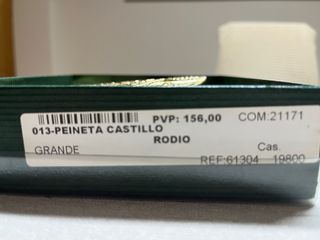 PVP: 156,00 COM:21171
013-PEINETA CASTILLO
RODIO
GRANDE Cas.
REF:61304 19800